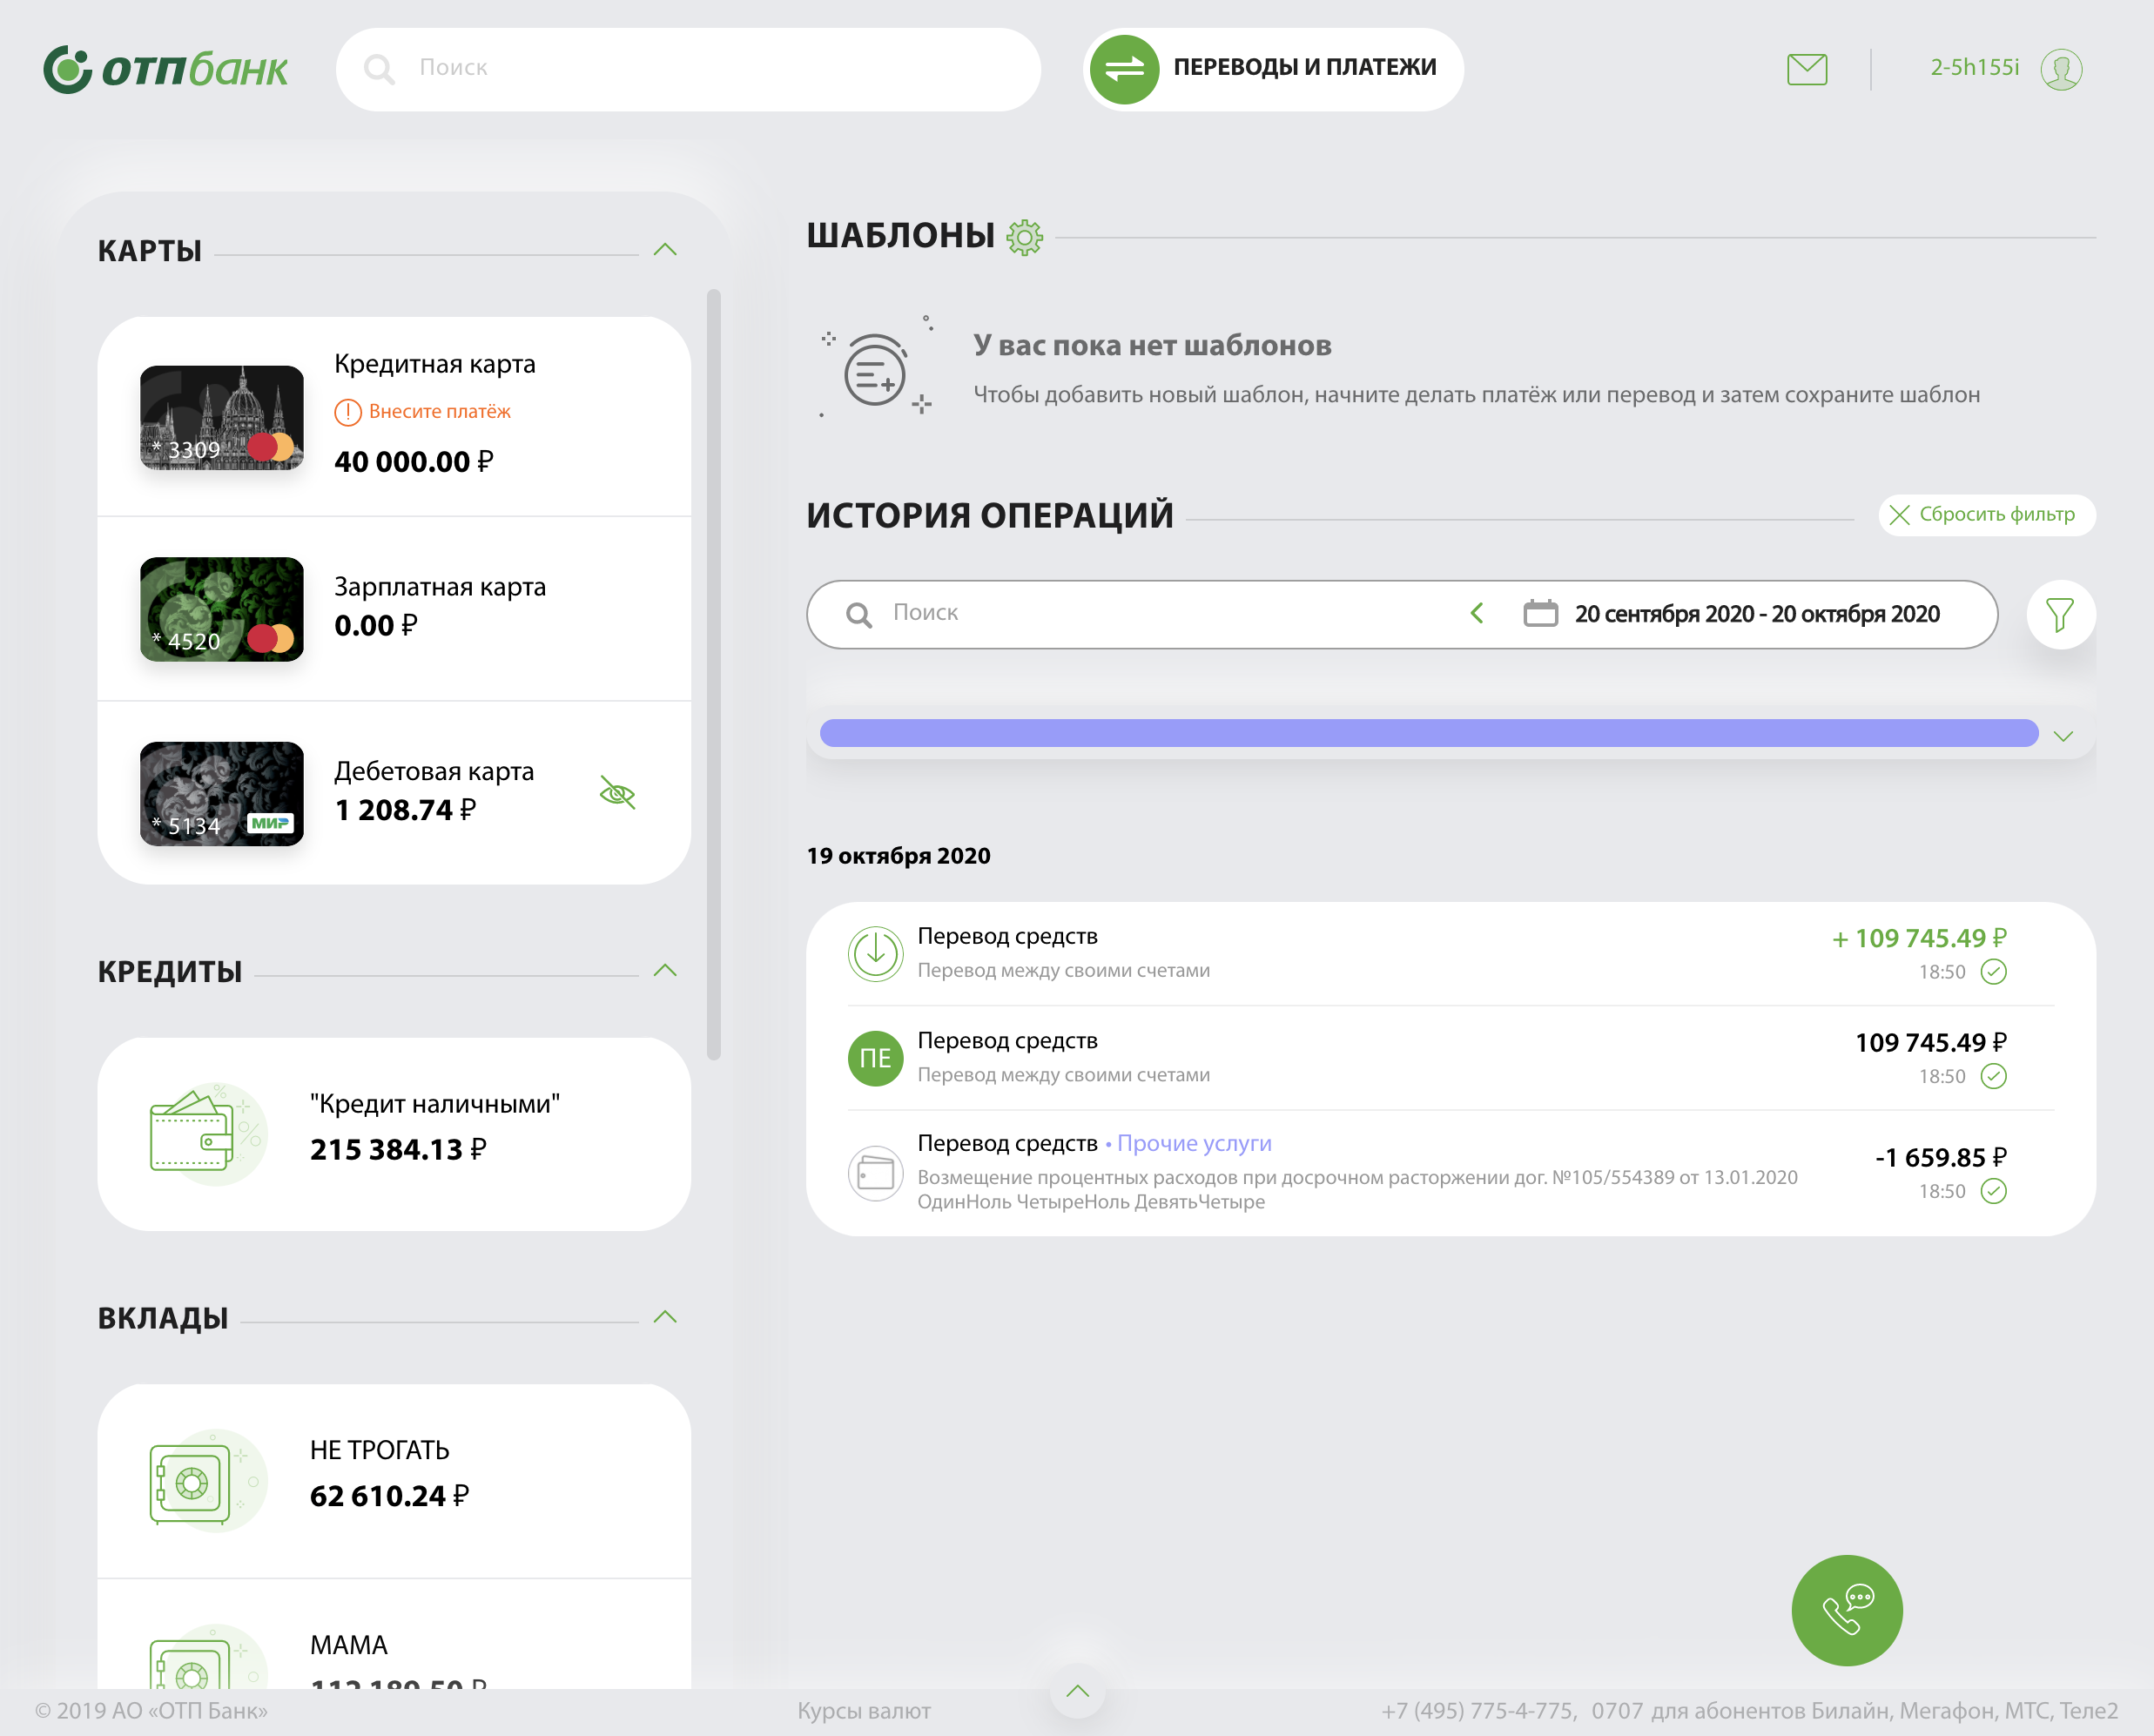 отпбанк
Поиск
ПЕРЕВОДЫ И ПЛАТЕЖИ
2-5h155i
КАРТЫ
* 3309
Кредитная карта
Внесите платёж
40 000.00 ₽
* 4520
Зарплатная карта
0.00 ₽
* 5134
МИР
Дебетовая карта
1 208.74 ₽
КРЕДИТЫ
"Кредит наличными"
215 384.13 ₽
ВКЛАДЫ
НЕ ТРОГАТЬ
62 610.24 ₽
МАМА
ШАБЛОНЫ
У вас пока нет шаблонов
Чтобы добавить новый шаблон, начните делать платёж или перевод и затем сохраните шаблон
ИСТОРИЯ ОПЕРАЦИЙ
Сбросить фильтр
Поиск
20 сентября 2020 - 20 октября 2020
19 октября 2020
Перевод средств
+ 109 745.49 ₽
Перевод между своими счетами
18:50
ПЕ
Перевод средств
109 745.49 ₽
Перевод между своими счетами
18:50
Перевод средств • Прочие услуги
-1 659.85 ₽
Возмещение процентных расходов при досрочном расторжении дог. №105/554389 от 13.01.2020
ОдинНоль ЧетыреНоль ДевятьЧетыре
18:50
© 2019 АО «ОТП Банк»
Курсы валют
+7 (495) 775-4-775, 0707 для абонентов Билайн, Мегафон, МТС, Теле2